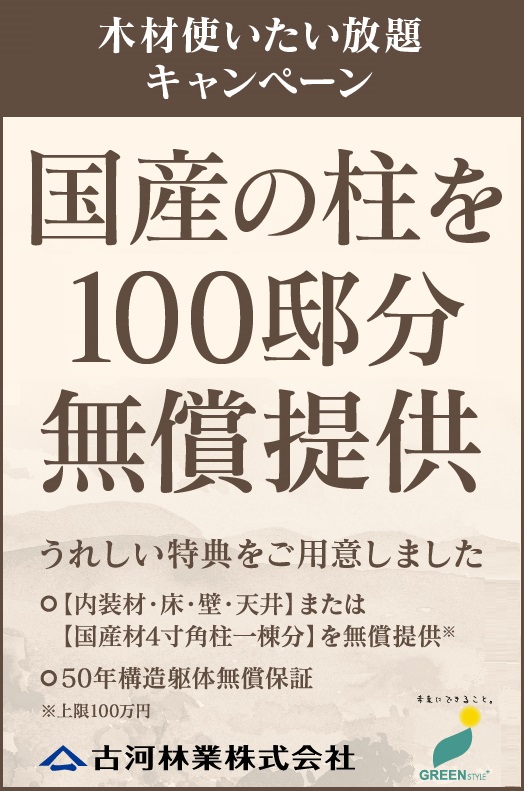 木材使いたい放題
キャンペーン
国産の柱を
100邸分
無償提供
うれしい特典をご用意しました
【内装材・床・壁・天井】または
【国産材4寸角柱一棟分】を無償提供※
50年構造躯体無償保証
※上限100万円
未来にできること。
古河林業株式会社
GREEN STYLE